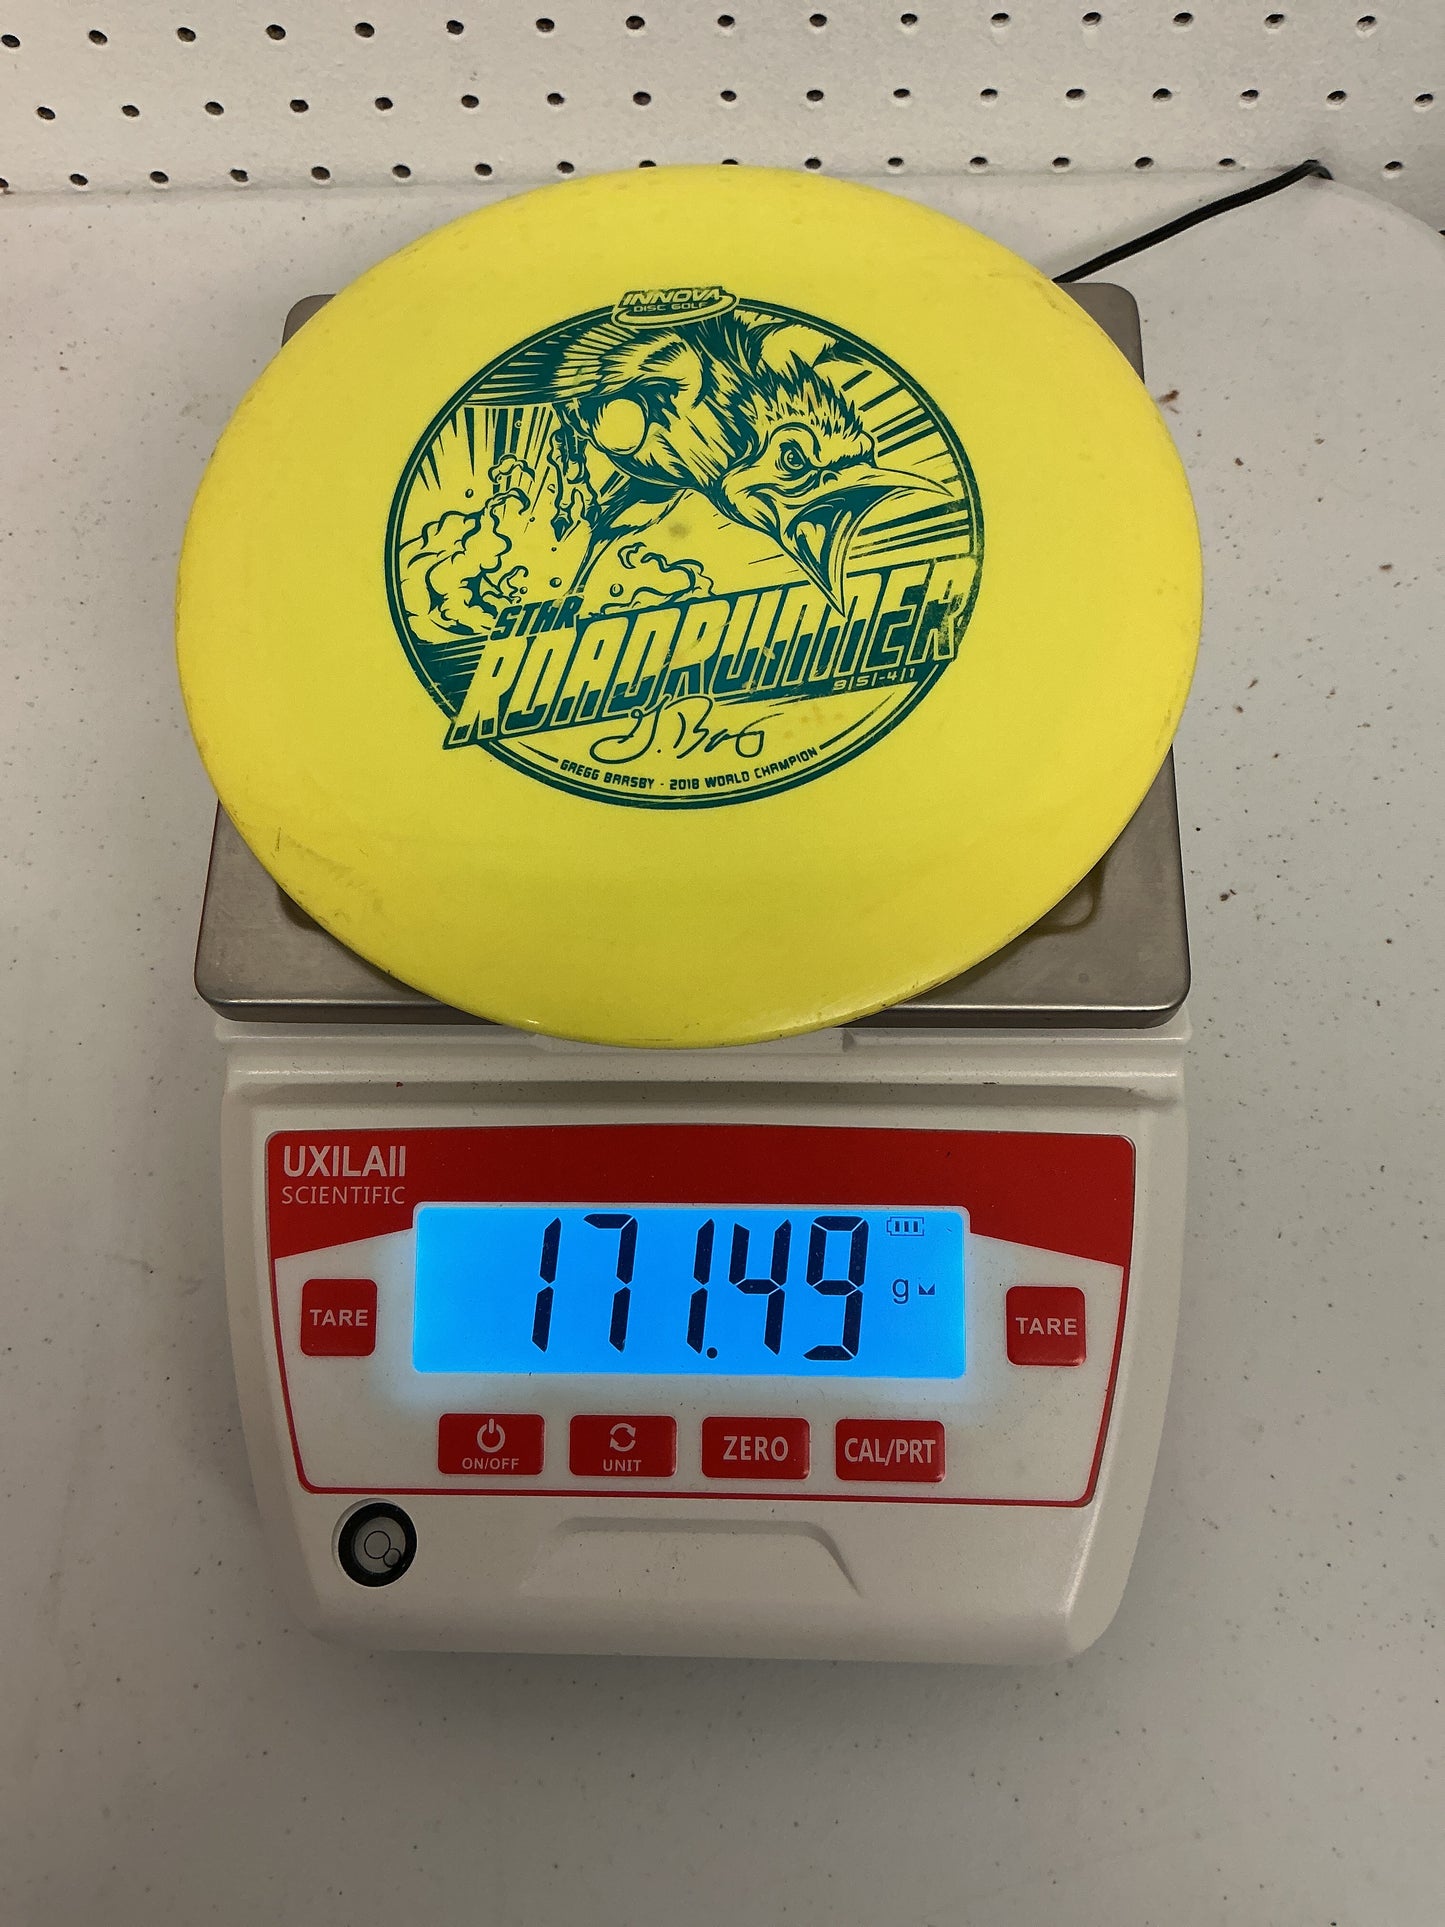 INNOVA
DISC GOLF
STAR
ROADRUNNER
9|5|-4|1
GREGG BARSBY - 2018 WORLD CHAMPION
UXILAII
SCIENTIFIC
171.49 g
TARE
TARE
ON/OFF
UNIT
ZERO
CAL/PRT